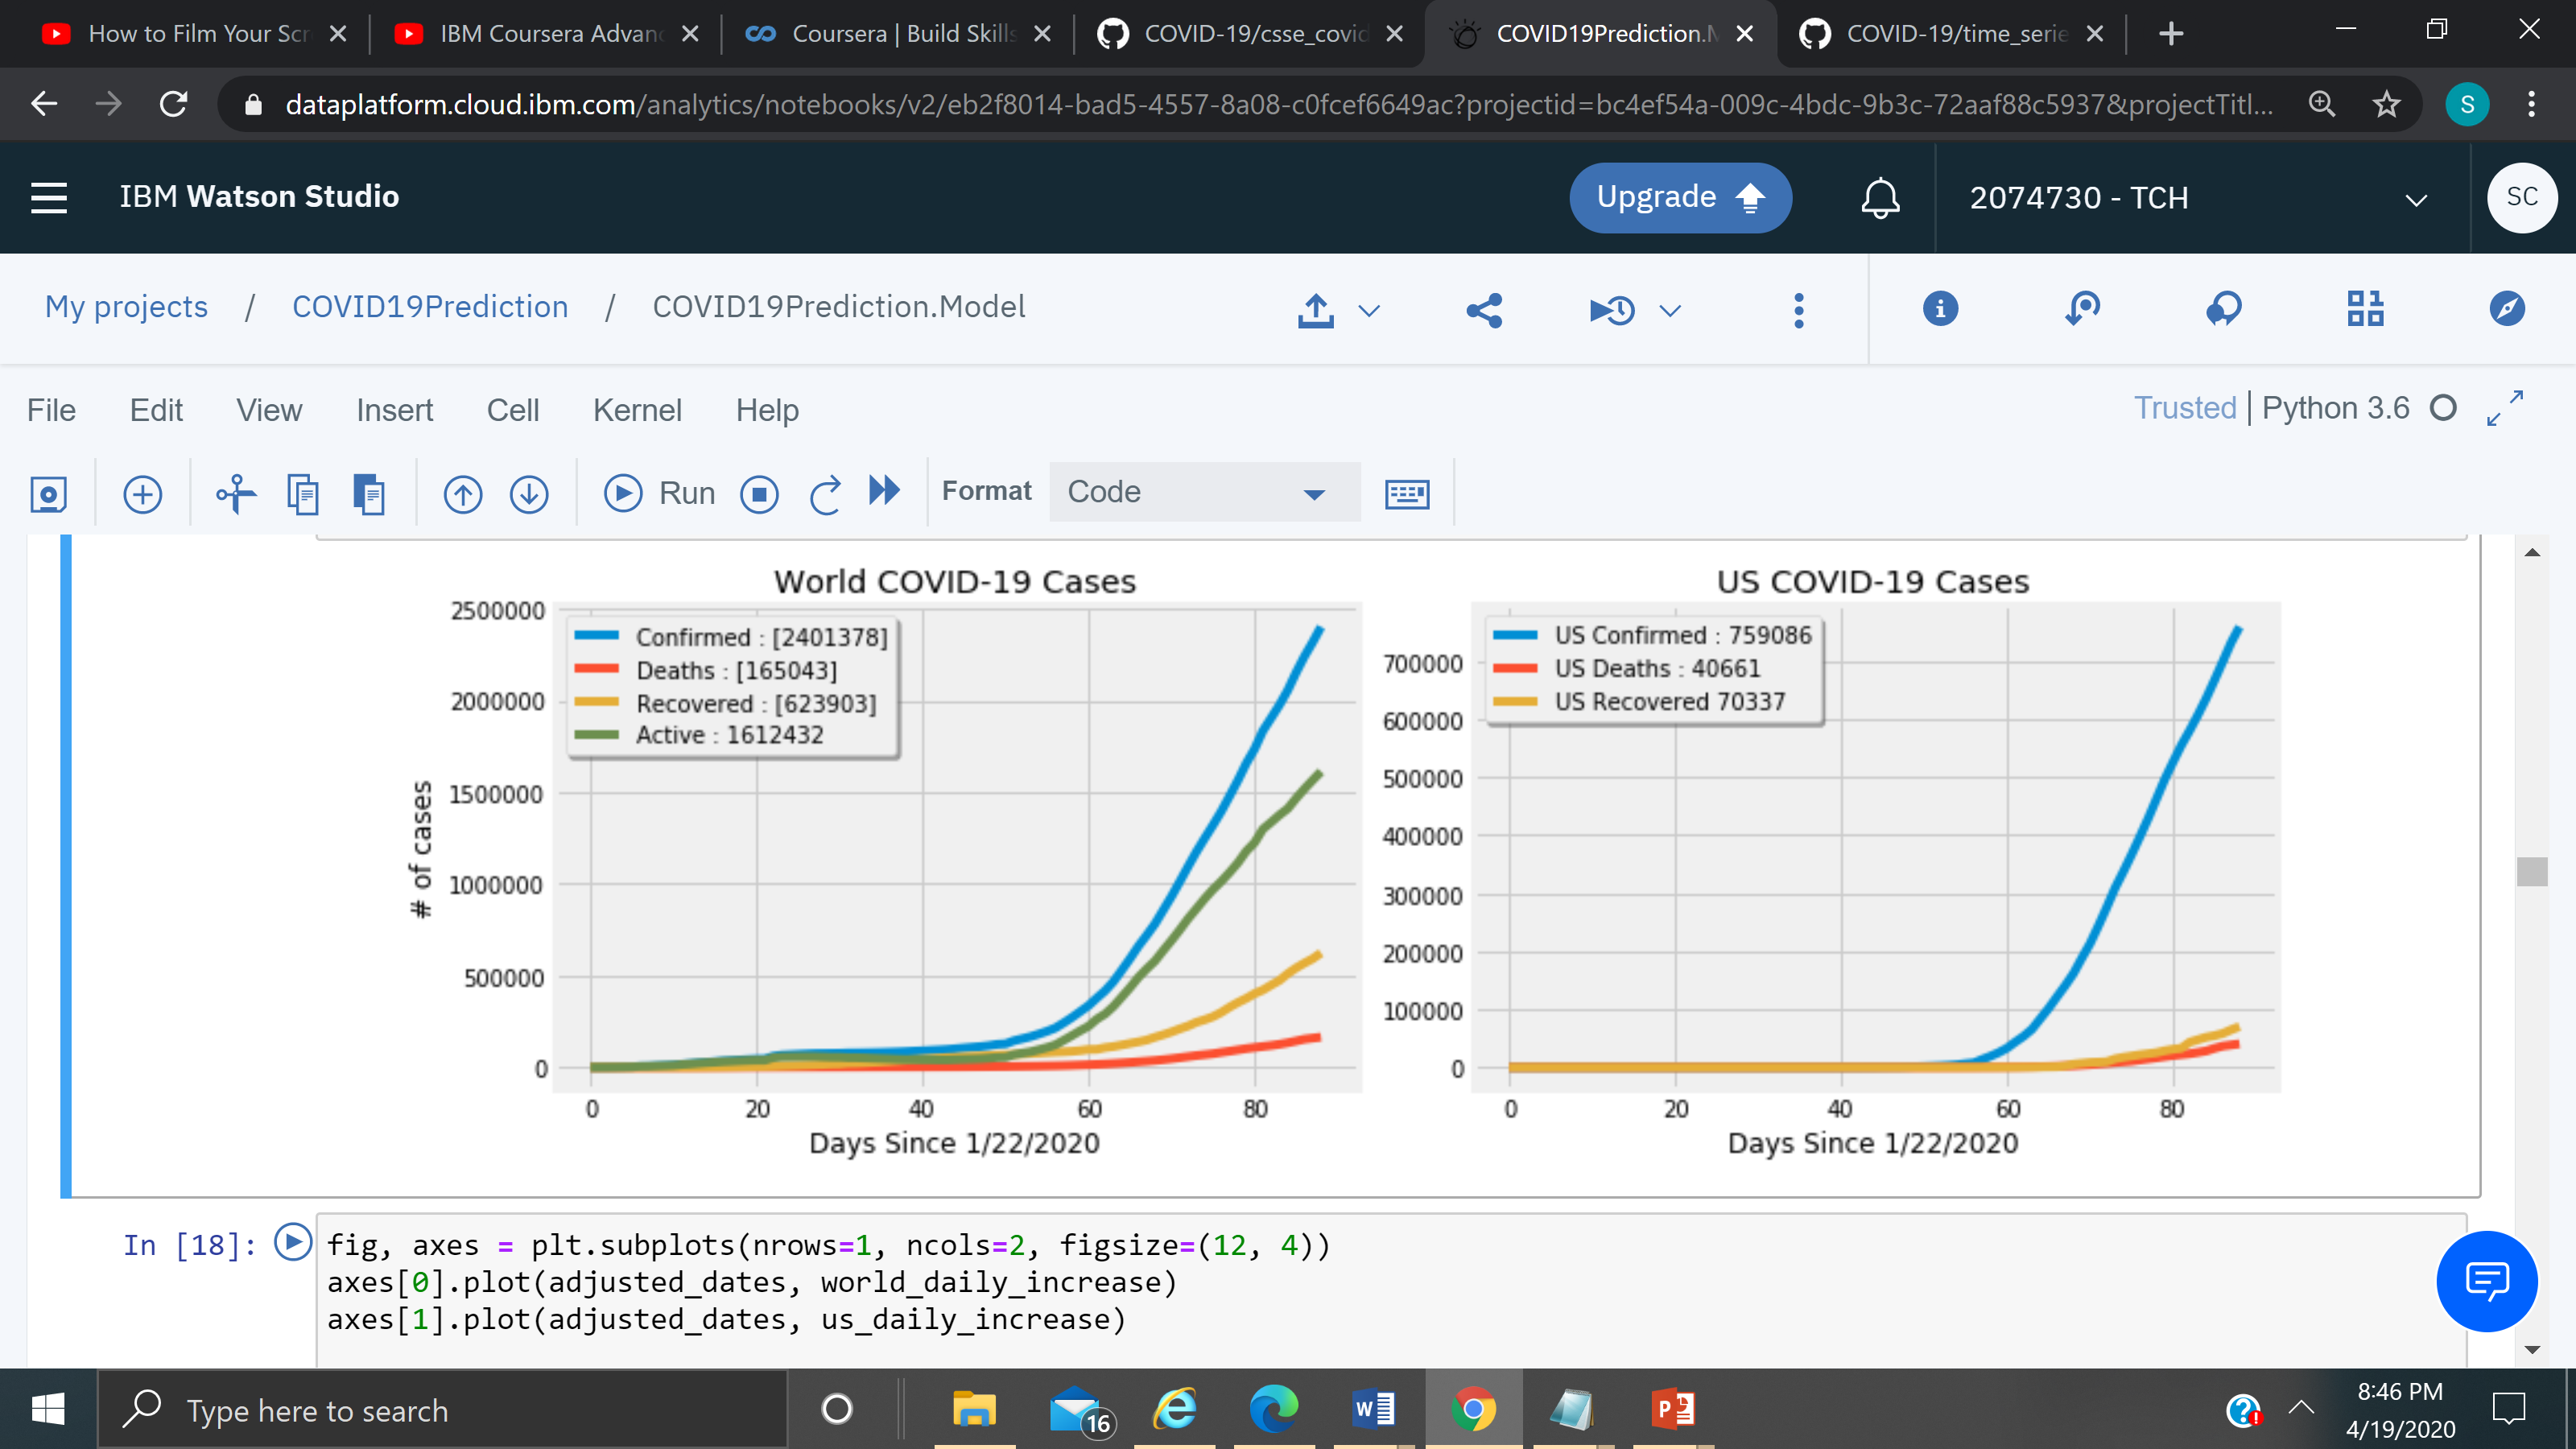 How to Film Your Scr
IBM Coursera Advan
Coursera | Build Skills
COVID-19/csse_covid
COVID19Prediction.M
COVID-19/time_serie
dataplatform.cloud.ibm.com/analytics/notebooks/v2/eb2f8014-bad5-4557-8a08-c0fcef6649ac?projectid=bc4ef54a-009c-4bdc-9b3c-72aaf88c5937&projectTitl...
S
IBM Watson Studio
Upgrade
2074730 - TCH
SC
My projects / COVID19Prediction / COVID19Prediction.Model
File Edit View Insert Cell Kernel Help
Trusted | Python 3.6
Run
Format
Code
World COVID-19 Cases
2500000
2000000
1500000
1000000
500000
0
# of cases
Confirmed : [2401378]
Deaths : [165043]
Recovered : [623903]
Active : 1612432
0 20 40 60 80
Days Since 1/22/2020
US COVID-19 Cases
700000
600000
500000
400000
300000
200000
100000
0
US Confirmed : 759086
US Deaths : 40661
US Recovered 70337
0 20 40 60 80
Days Since 1/22/2020
In [18]:
fig, axes = plt.subplots(nrows=1, ncols=2, figsize=(12, 4))
axes[0].plot(adjusted_dates, world_daily_increase)
axes[1].plot(adjusted_dates, us_daily_increase)
Type here to search
16
8:46 PM
4/19/2020